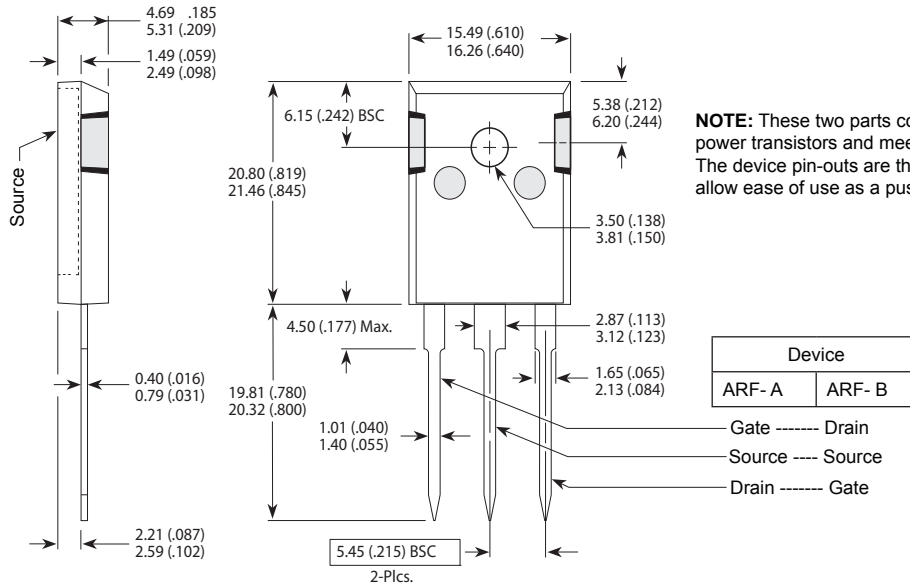 4.69 .185
5.31 (.209)
1.49 (.059)
2.49 (.098)
15.49 (.610)
16.26 (.640)
6.15 (.242) BSC
5.38 (.212)
6.20 (.244)
NOTE: These two parts co
power transistors and mee
The device pin-outs are th
allow ease of use as a pus
Source
20.80 (.819)
21.46 (.845)
3.50 (.138)
3.81 (.150)
4.50 (.177) Max.
2.87 (.113)
3.12 (.123)
0.40 (.016)
0.79 (.031)
19.81 (.780)
20.32 (.800)
1.65 (.065)
2.13 (.084)
Device
ARF- A ARF- B
1.01 (.040)
1.40 (.055)
Gate ------- Drain
Source ---- Source
Drain ------- Gate
2.21 (.087)
2.59 (.102)
5.45 (.215) BSC
2-Plcs.